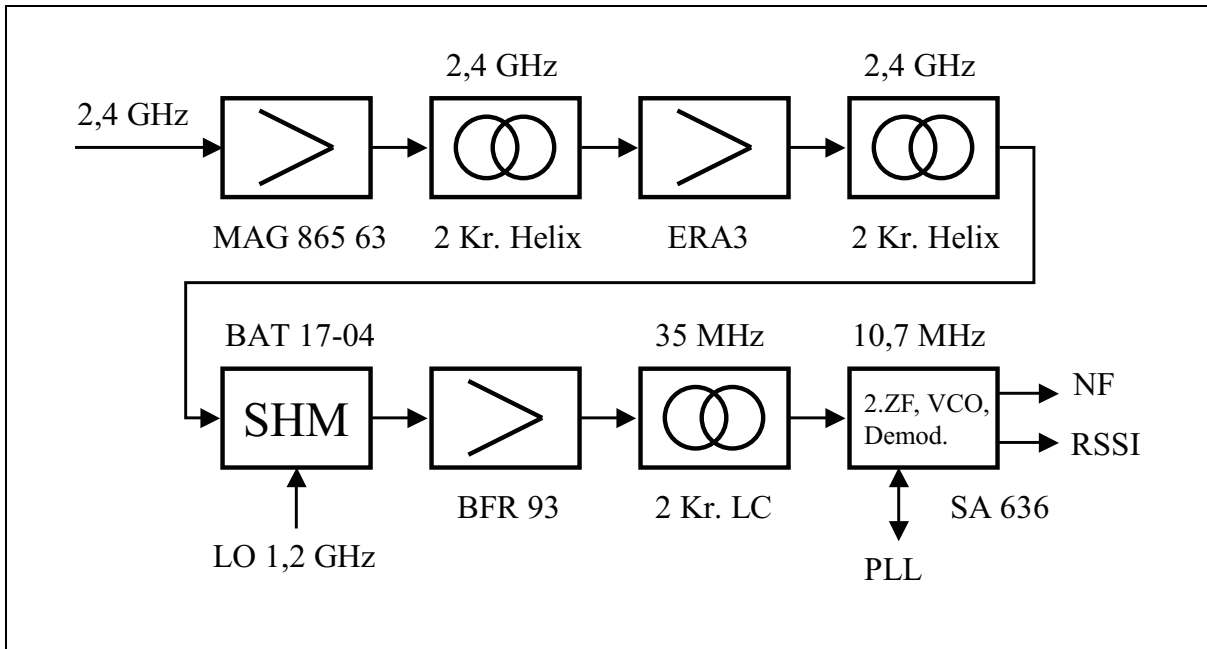 2,4 GHz
2,4 GHz
2,4 GHz
MAG 865 63
2 Kr. Helix
ERA3
2 Kr. Helix
BAT 17-04
35 MHz
10,7 MHz
SHM
2.ZF, VCO,
Demod.
NF
RSSI
BFR 93
2 Kr. LC
SA 636
LO 1,2 GHz
PLL